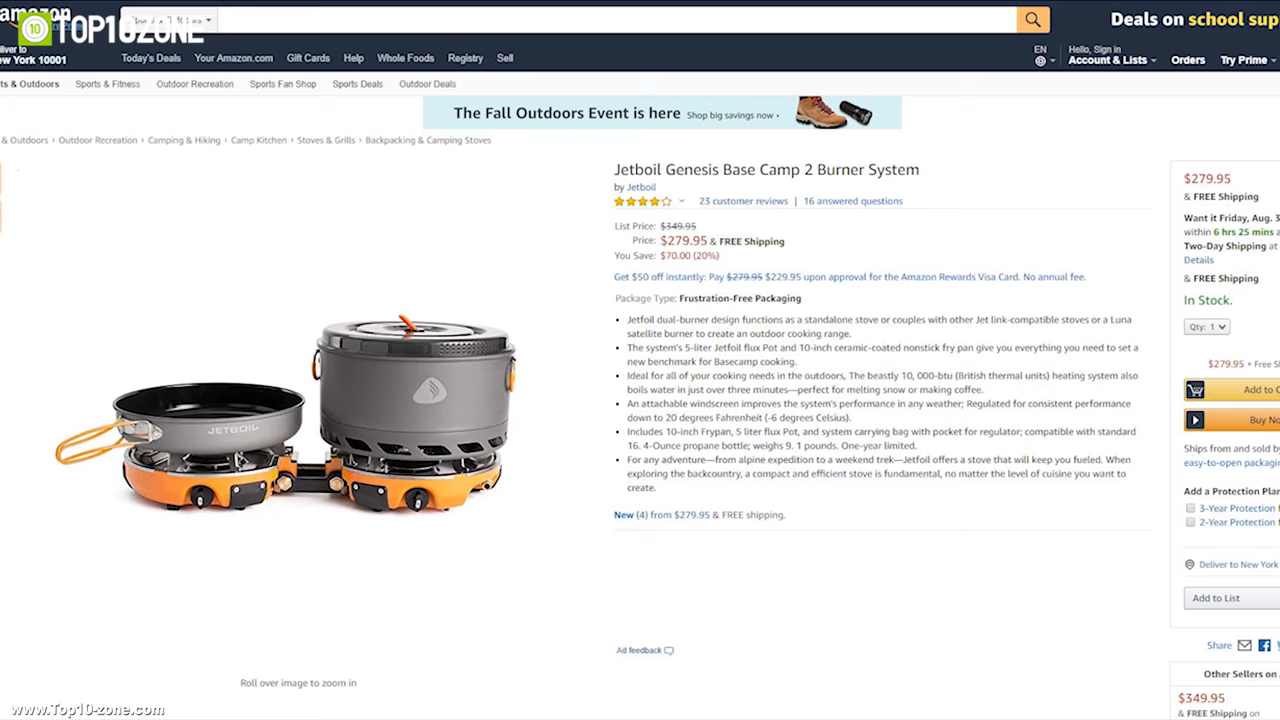 amazon
10 TOP10ZONE
Deals on school sup
New York 10001
Today's Deals Your Amazon.com Gift Cards Help Whole Foods Registry Sell
EN
Hello, Sign in
Account & Lists Orders Try Prime
ts & Outdoors Sports & Fitness Outdoor Recreation Sports Fan Shop Sports Deals Outdoor Deals
The Fall Outdoors Event is here Shop big savings now ›
& Outdoors › Outdoor Recreation › Camping & Hiking › Camp Kitchen › Stoves & Grills › Backpacking & Camping Stoves
Jetboil Genesis Base Camp 2 Burner System
by Jetboil
23 customer reviews | 16 answered questions
List Price: $349.95
Price: $279.95 & FREE Shipping
You Save: $70.00 (20%)
Get $50 off instantly: Pay $279.95 $229.95 upon approval for the Amazon Rewards Visa Card. No annual fee.
Package Type: Frustration-Free Packaging
• Jetfoil dual-burner design functions as a standalone stove or couples with other Jet link-compatible stoves or a Luna
satellite burner to create an outdoor cooking range.
• The system's 5-liter Jetfoil flux Pot and 10-inch ceramic-coated nonstick fry pan give you everything you need to set a
new benchmark for Basecamp cooking.
• Ideal for all of your cooking needs in the outdoors, The beastly 10, 000-btu (British thermal units) heating system also
boils water in just over three minutes—perfect for melting snow or making coffee.
• An attachable windscreen improves the system's performance in any weather; Regulated for consistent performance
down to 20 degrees Fahrenheit (-6 degrees Celsius).
• Includes 10-inch Frypan, 5 liter flux Pot, and system carrying bag with pocket for regulator; compatible with standard
16. 4-Ounce propane bottle; weighs 9. 1 pounds. One-year limited.
• For any adventure—from alpine expedition to a weekend trek—Jetfoil offers a stove that will keep you fueled. When
exploring the backcountry, a compact and efficient stove is fundamental, no matter the level of cuisine you want to
create.
New (4) from $279.95 & FREE shipping.
Ad feedback
JETBOIL
Roll over image to zoom in
www.Top10-zone.com
$279.95
& FREE Shipping
Want it Friday, Aug. 3
within 6 hrs 25 mins a
Two-Day Shipping at
Details
& FREE Shipping
In Stock.
Qty: 1
$279.95 + Free S
Add to C
Buy No
Ships from and sold by
easy-to-open packagin
Add a Protection Plan
3-Year Protection f
2-Year Protection
Deliver to New York
Add to List
Share
Other Sellers on
$349.95
& FREE Shipping on